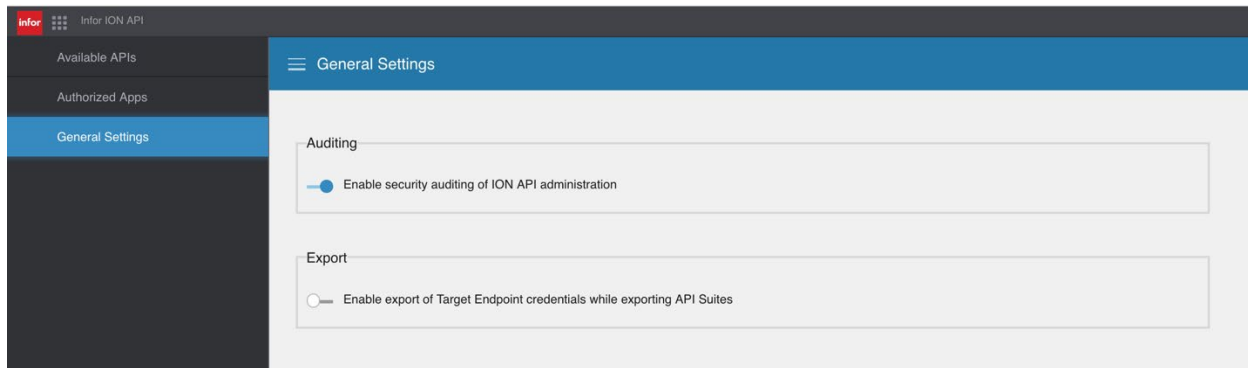 infor
Infor ION API
Available APIs
Authorized Apps
General Settings
General Settings
Auditing
Enable security auditing of ION API administration
Export
Enable export of Target Endpoint credentials while exporting API Suites